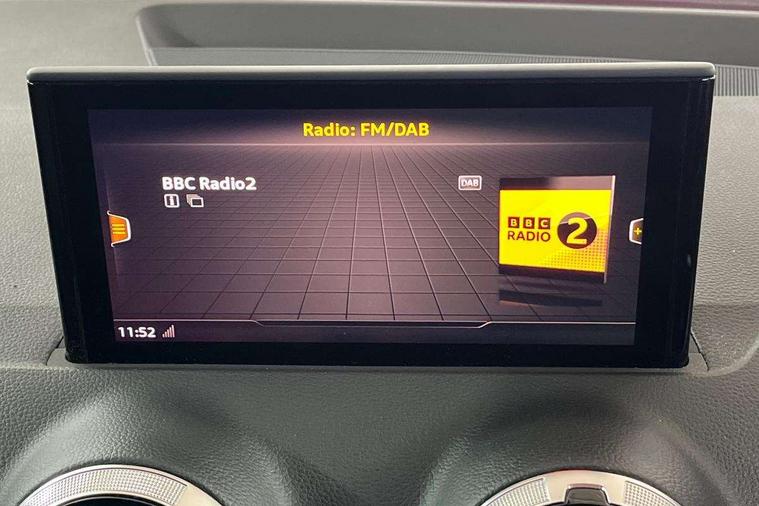 Radio: FM/DAB
BBC Radio2
DAB
i
BBC
RADIO 2
+
11:52